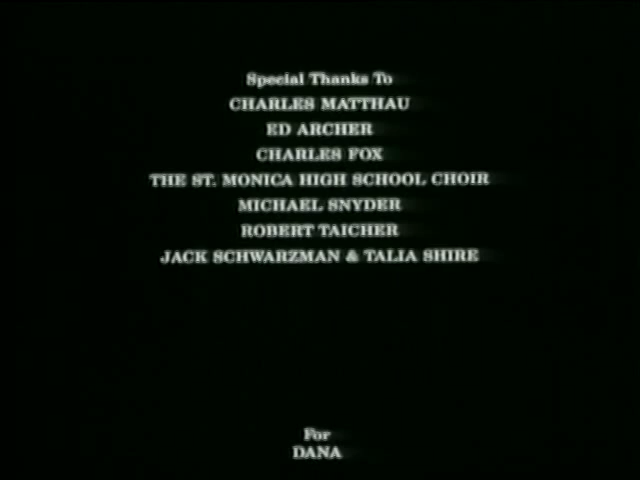 Special Thanks To
CHARLES MATTHAU
ED ARCHER
CHARLES FOX
THE ST. MONICA HIGH SCHOOL CHOIR
MICHAEL SNYDER
ROBERT TAICHER
JACK SCHWARZMAN & TALIA SHIRE
For
DANA